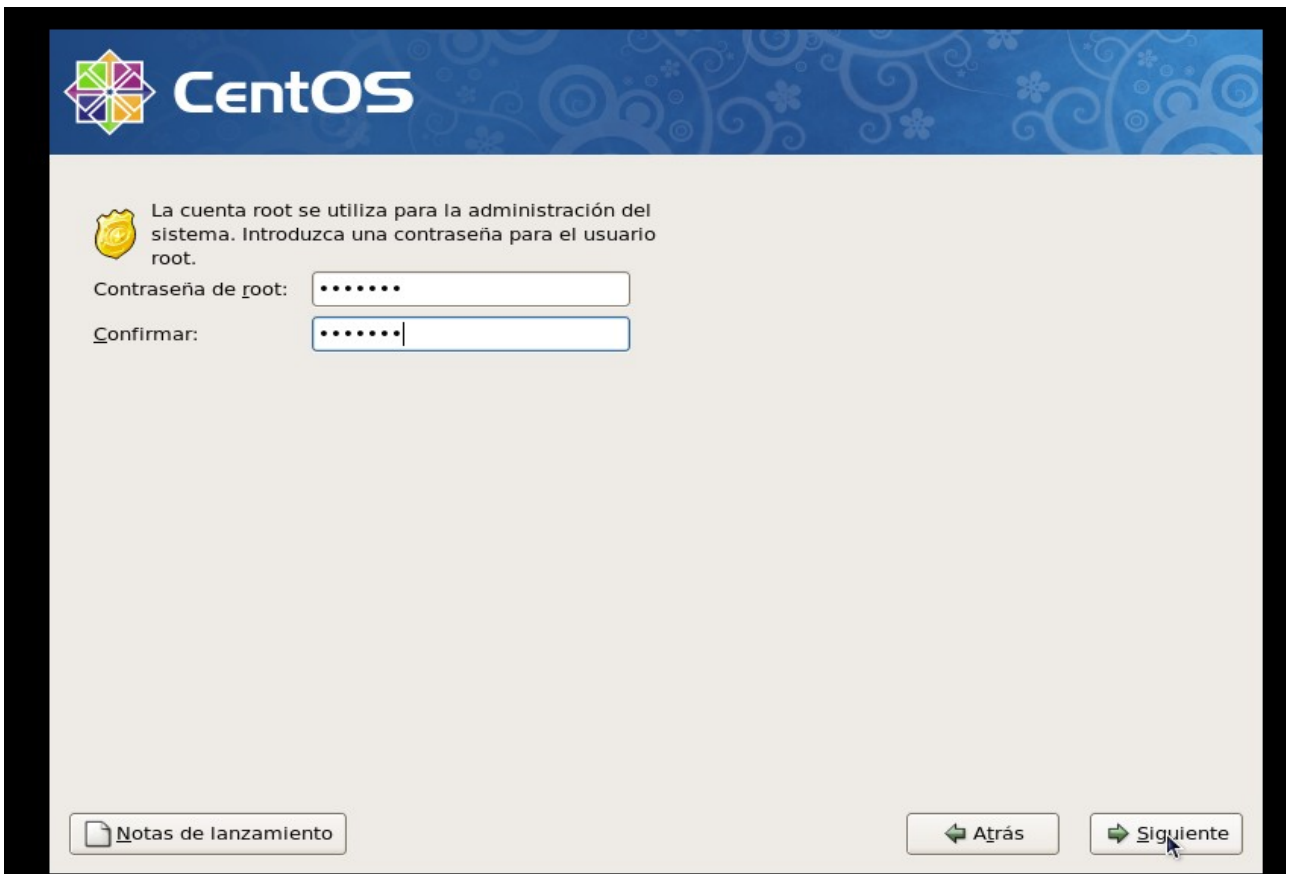 CentOS
La cuenta root se utiliza para la administración del
sistema. Introduzca una contraseña para el usuario
root.
Contraseña de root: •••••••
Confirmar: •••••••
Notas de lanzamiento
Atrás
Siguiente